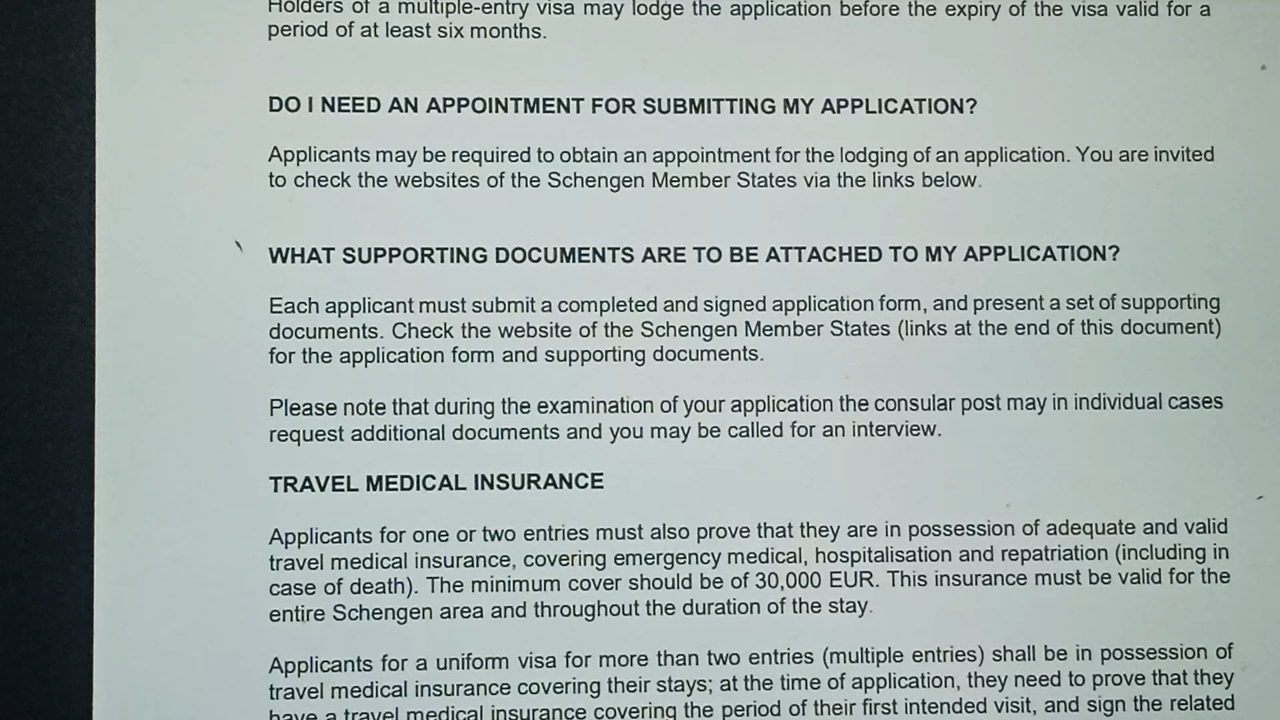 Holders of a multiple-entry visa may lodge the application before the expiry of the visa valid for a
period of at least six months.
DO I NEED AN APPOINTMENT FOR SUBMITTING MY APPLICATION?
Applicants may be required to obtain an appointment for the lodging of an application. You are invited
to check the websites of the Schengen Member States via the links below.
WHAT SUPPORTING DOCUMENTS ARE TO BE ATTACHED TO MY APPLICATION?
Each applicant must submit a completed and signed application form, and present a set of supporting
documents. Check the website of the Schengen Member States (links at the end of this document)
for the application form and supporting documents.
Please note that during the examination of your application the consular post may in individual cases
request additional documents and you may be called for an interview.
TRAVEL MEDICAL INSURANCE
Applicants for one or two entries must also prove that they are in possession of adequate and valid
travel medical insurance, covering emergency medical, hospitalisation and repatriation (including in
case of death). The minimum cover should be of 30,000 EUR. This insurance must be valid for the
entire Schengen area and throughout the duration of the stay.
Applicants for a uniform visa for more than two entries (multiple entries) shall be in possession of
travel medical insurance covering their stays; at the time of application, they need to prove that they
have a travel medical insurance covering the period of their first intended visit, and sign the related